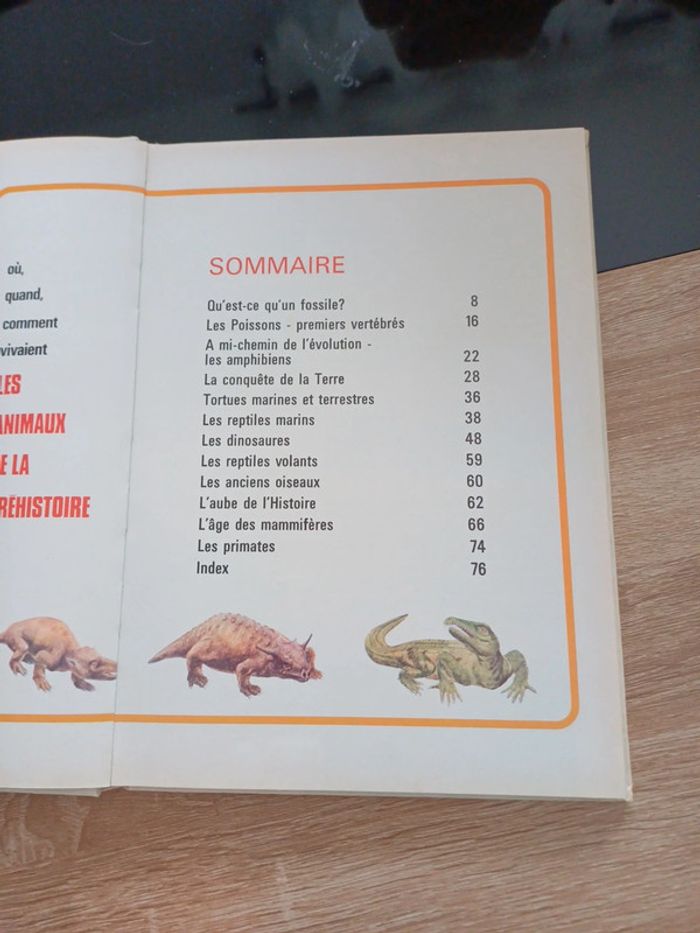 où,
quand,
comment
vivaient
LES
ANIMAUX
DE LA
PRÉHISTOIRE
SOMMAIRE
Qu'est-ce qu'un fossile? 8
Les Poissons - premiers vertébrés 16
A mi-chemin de l'évolution -
les amphibiens 22
La conquête de la Terre 28
Tortues marines et terrestres 36
Les reptiles marins 38
Les dinosaures 48
Les reptiles volants 59
Les anciens oiseaux 60
L'aube de l'Histoire 62
L'âge des mammifères 66
Les primates 74
Index 76